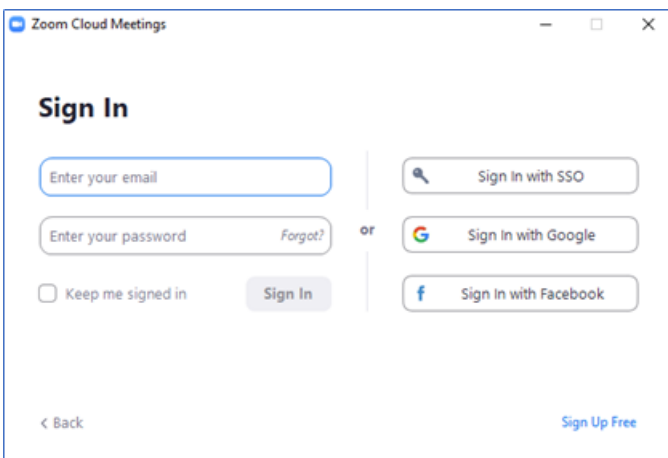 Zoom Cloud Meetings
Sign In
Enter your email
Enter your password
Forgot?
Keep me signed in
Sign In
or
Sign In with SSO
Sign In with Google
Sign In with Facebook
Back
Sign Up Free